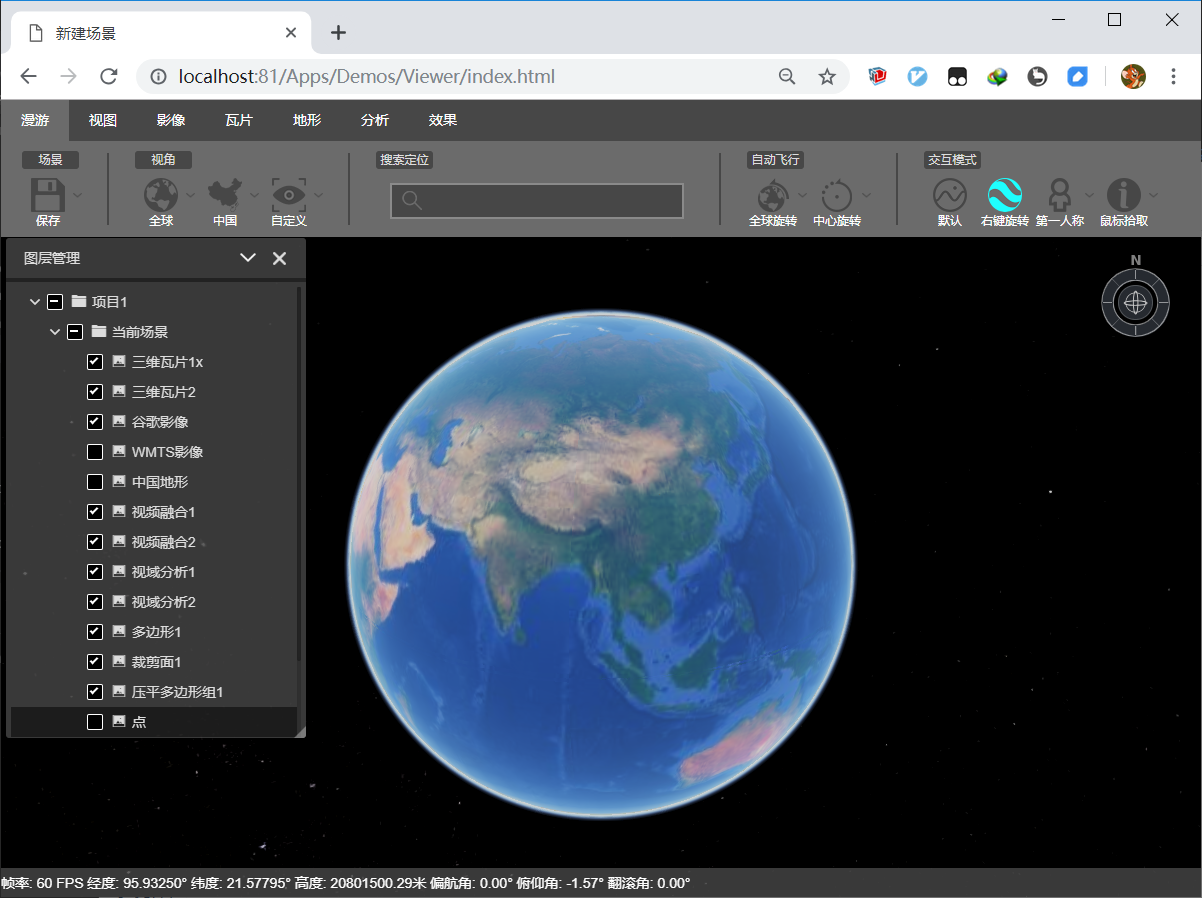 新建场景
localhost:81/Apps/Demos/Viewer/index.html
漫游 视图 影像 瓦片 地形 分析 效果
场景 视角 搜索定位 自动飞行 交互模式
保存 全球 中国 自定义 全球旋转 中心旋转 默认 右键旋转 第一人称 鼠标拾取
图层管理
N
项目1
当前场景
三维瓦片1x
三维瓦片2
谷歌影像
WMTS影像
中国地形
视频融合1
视频融合2
视域分析1
视域分析2
多边形1
裁剪面1
压平多边形组1
点
帧率: 60 FPS 经度: 95.93250° 纬度: 21.57795° 高度: 20801500.29米 偏航角: 0.00° 俯仰角: -1.57° 翻滚角: 0.00°